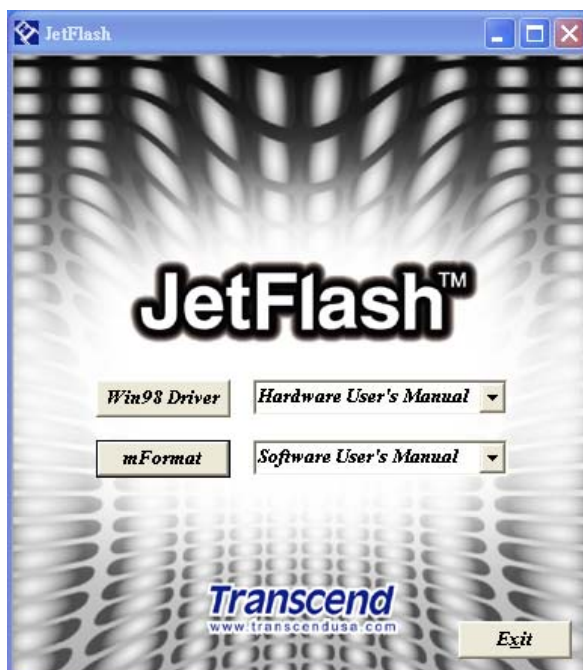 JetFlash
JetFlash™
Win98 Driver
Hardware User's Manual
mFormat
Software User's Manual
Transcend
www.transcendusa.com
Exit